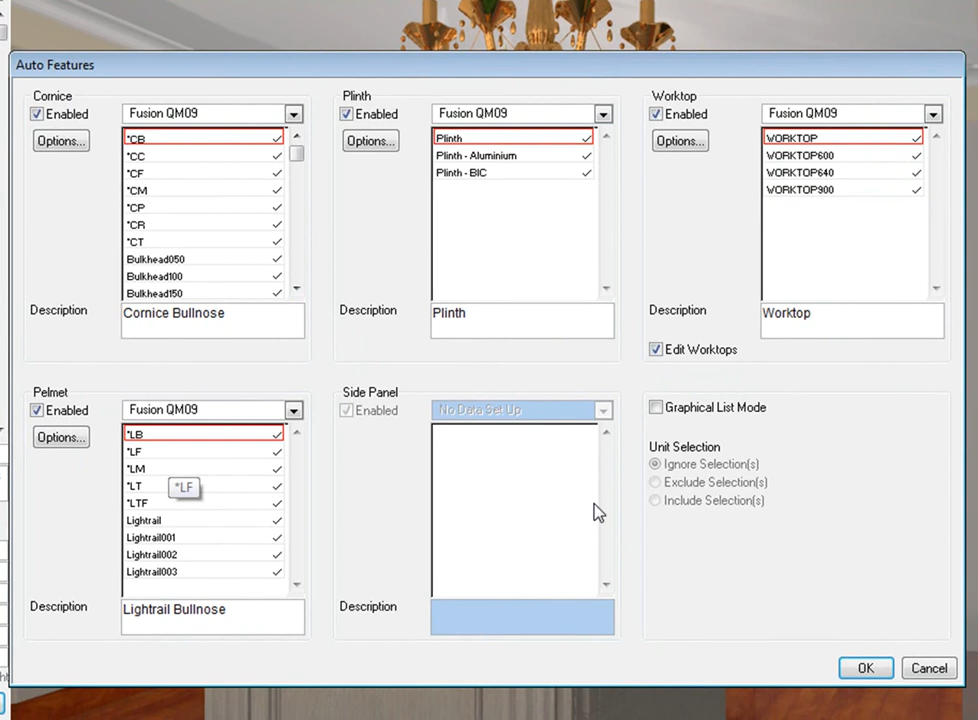 Auto Features
Cornice
Enabled
Fusion QM09
Options...
*CB
*CC
*CF
*CM
*CP
*CR
*CT
Bulkhead050
Bulkhead100
Bulkhead150
Description
Cornice Bullnose
Plinth
Enabled
Fusion QM09
Options...
Plinth
Plinth - Aluminium
Plinth - BIC
Description
Plinth
Worktop
Enabled
Fusion QM09
Options...
WORKTOP
WORKTOP600
WORKTOP640
WORKTOP900
Description
Worktop
Edit Worktops
Pelmet
Enabled
Fusion QM09
Options...
*LB
*LF
*LM
*LT
*LF
*LTF
Lightrail
Lightrail001
Lightrail002
Lightrail003
Description
Lightrail Bullnose
Side Panel
Enabled
No Data Set Up
Description
Graphical List Mode
Unit Selection
Ignore Selection(s)
Exclude Selection(s)
Include Selection(s)
OK
Cancel